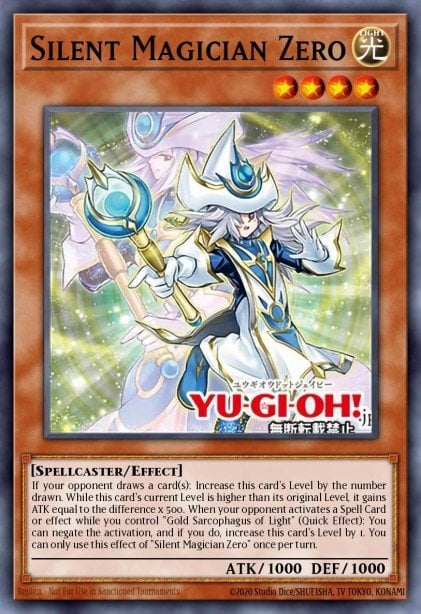 Silent Magician Zero
LIGHT
光
ユウギオウドットジェイピー
YU-GI-OH!
無断転載禁止
[Spellcaster/Effect]
If your opponent draws a card(s): Increase this card's Level by the number
drawn. While this card's current Level is higher than its original Level, it gains
ATK equal to the difference x 500. When your opponent activates a Spell Card
or effect while you control "Gold Sarcophagus of Light" (Quick Effect): You
can negate the activation, and if you do, increase this card's Level by 1. You
can only use this effect of "Silent Magician Zero" once per turn.
ATK/1000 DEF/1000
Replica - Not For Use in Sanctioned Tournaments
©2020 Studio Dice/SHUEISHA, TV TOKYO, KONAMI